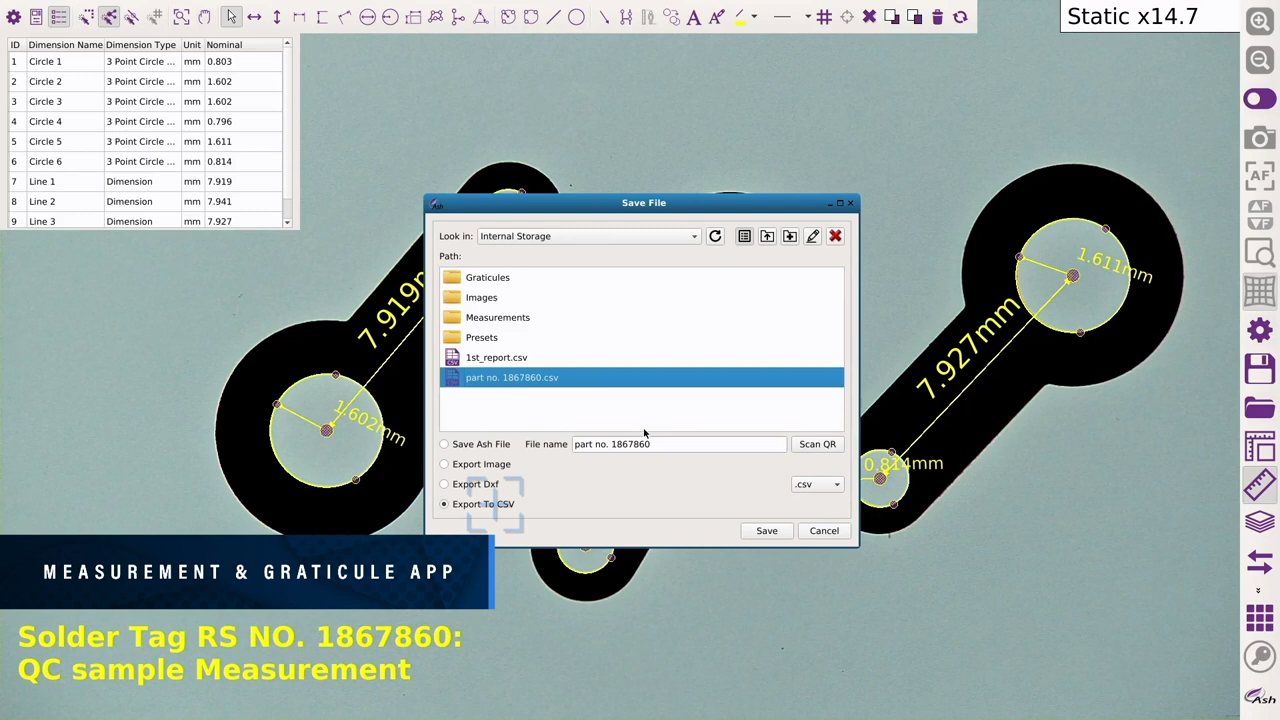 Static x14.7
ID Dimension Name Dimension Type Unit Nominal
1 Circle 1 3 Point Circle ... mm 0.803
2 Circle 2 3 Point Circle ... mm 1.602
3 Circle 3 3 Point Circle ... mm 1.602
4 Circle 4 3 Point Circle ... mm 0.796
5 Circle 5 3 Point Circle ... mm 1.611
6 Circle 6 3 Point Circle ... mm 0.814
7 Line 1 Dimension mm 7.919
8 Line 2 Dimension mm 7.941
9 Line 3 Dimension mm 7.927
AF
AF
VF
Ash
Save File
Look in: Internal Storage
Path:
Graticules
Images
Measurements
Presets
CSV 1st_report.csv
part no. 1867860.csv
Save Ash File File name part no. 1867860 Scan QR
Export Image
Export Dxf .csv
Export To CSV
Save Cancel
1.602mm
1.611mm
7.927mm
0.814mm
MEASUREMENT & GRATICULE APP
Solder Tag RS NO. 1867860:
QC sample Measurement
Ash